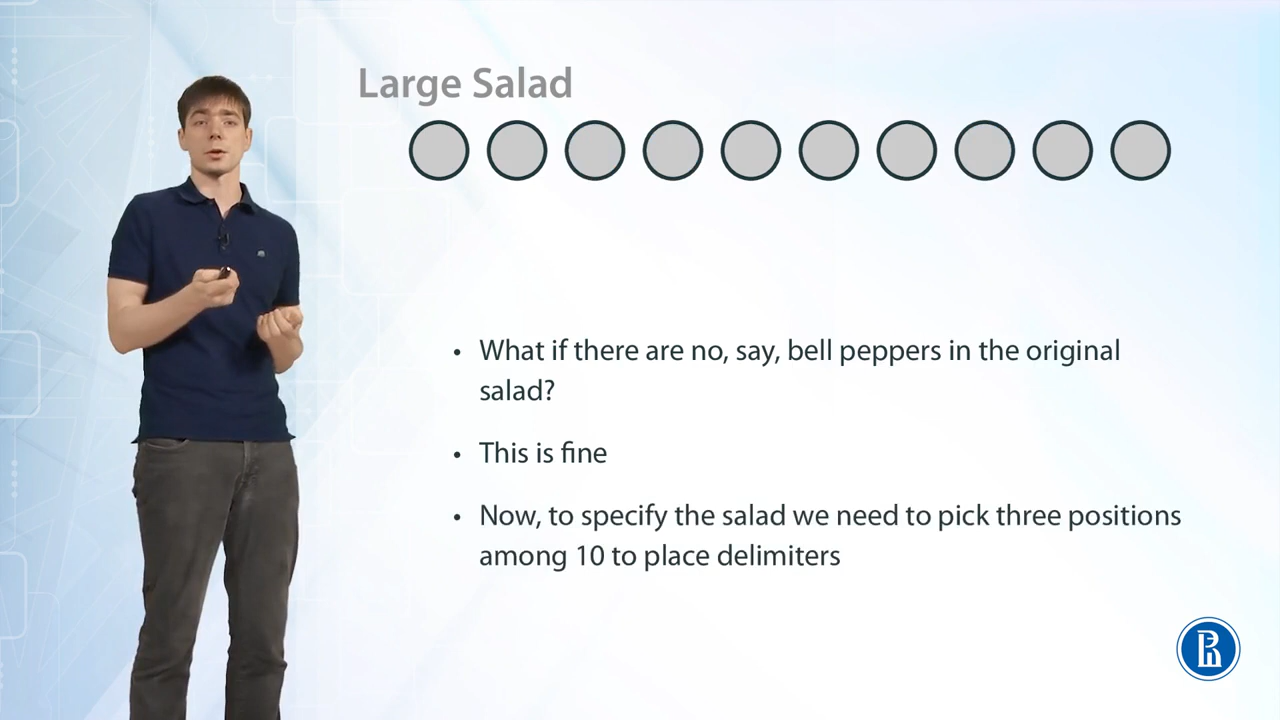 Large Salad
• What if there are no, say, bell peppers in the original
salad?
• This is fine
• Now, to specify the salad we need to pick three positions
among 10 to place delimiters